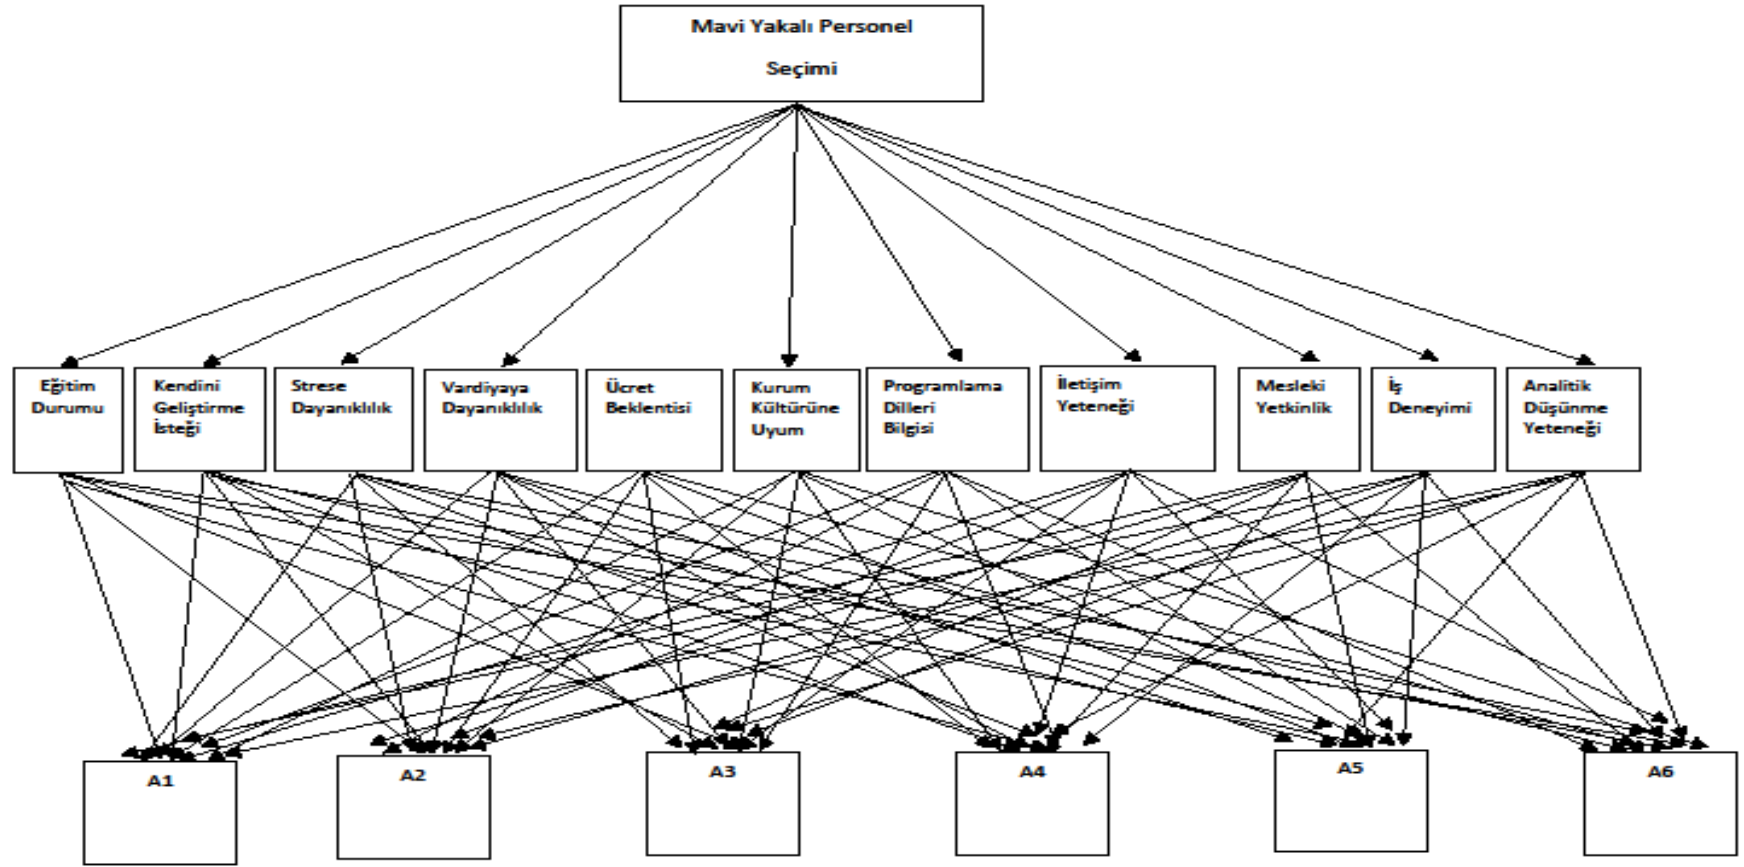 Mavi Yakalı Personel
Seçimi
Eğitim
Durumu
Kendini
Geliştirme
İsteği
Strese
Dayanıklılık
Vardiyaya
Dayanıklılık
Ücret
Beklentisi
Kurum
Kültürüne
Uyum
Programlama
Dilleri
Bilgisi
İletişim
Yeteneği
Mesleki
Yetkinlik
İş
Deneyimi
Analitik
Düşünme
Yeteneği
A1
A2
A3
A4
A5
A6